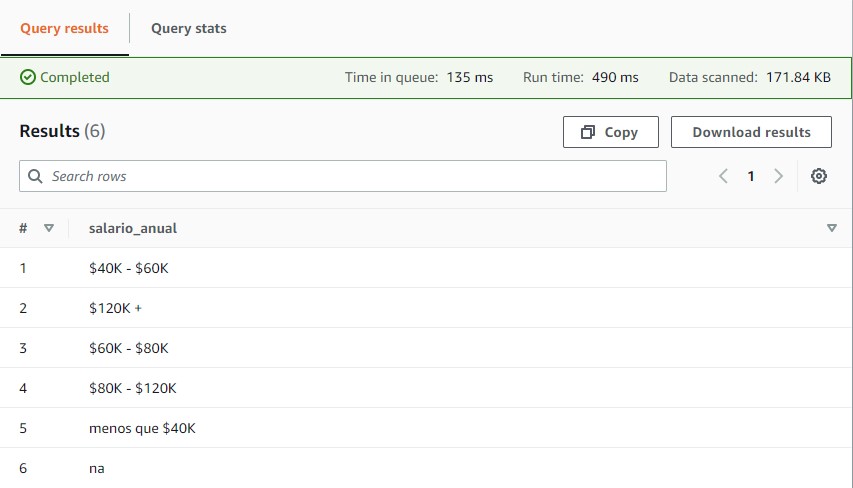 Query results Query stats
Completed Time in queue: 135 ms Run time: 490 ms Data scanned: 171.84 KB
Results (6) Copy Download results
Search rows 1
# salario_anual
1 $40K - $60K
2 $120K +
3 $60K - $80K
4 $80K - $120K
5 menos que $40K
6 na